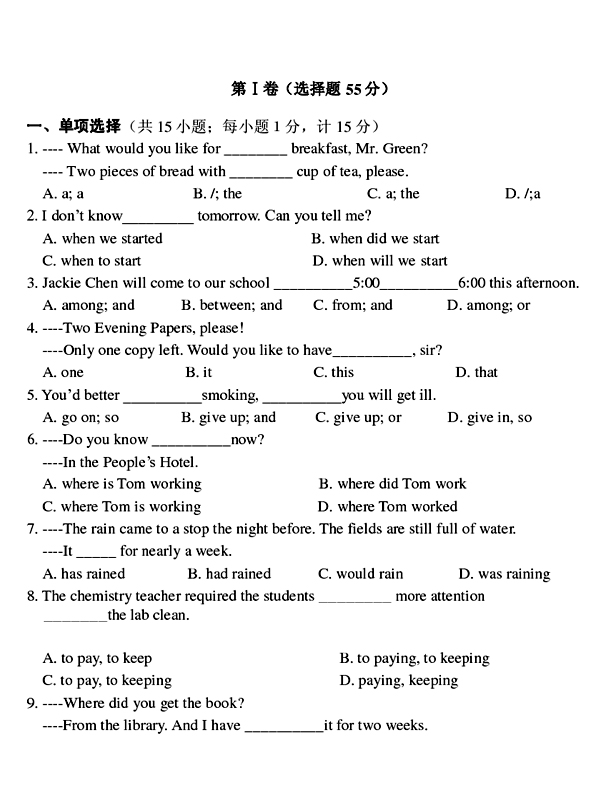 第Ⅰ卷（选择题 55 分）
一、单项选择（共 15 小题；每小题 1 分，计 15 分）
1. ---- What would you like for ________ breakfast, Mr. Green?
---- Two pieces of bread with ________ cup of tea, please.
A. a; a B. /; the C. a; the D. /;a
2. I don't know_________ tomorrow. Can you tell me?
A. when we started B. when did we start
C. when to start D. when will we start
3. Jackie Chen will come to our school __________5:00__________6:00 this afternoon.
A. among; and B. between; and C. from; and D. among; or
4. ----Two Evening Papers, please!
----Only one copy left. Would you like to have__________, sir?
A. one B. it C. this D. that
5. You'd better __________smoking, __________you will get ill.
A. go on; so B. give up; and C. give up; or D. give in, so
6. ----Do you know __________now?
----In the People's Hotel.
A. where is Tom working B. where did Tom work
C. where Tom is working D. where Tom worked
7. ----The rain came to a stop the night before. The fields are still full of water.
----It _____ for nearly a week.
A. has rained B. had rained C. would rain D. was raining
8. The chemistry teacher required the students _________ more attention
________the lab clean.
A. to pay, to keep B. to paying, to keeping
C. to pay, to keeping D. paying, keeping
9. ----Where did you get the book?
----From the library. And I have __________it for two weeks.